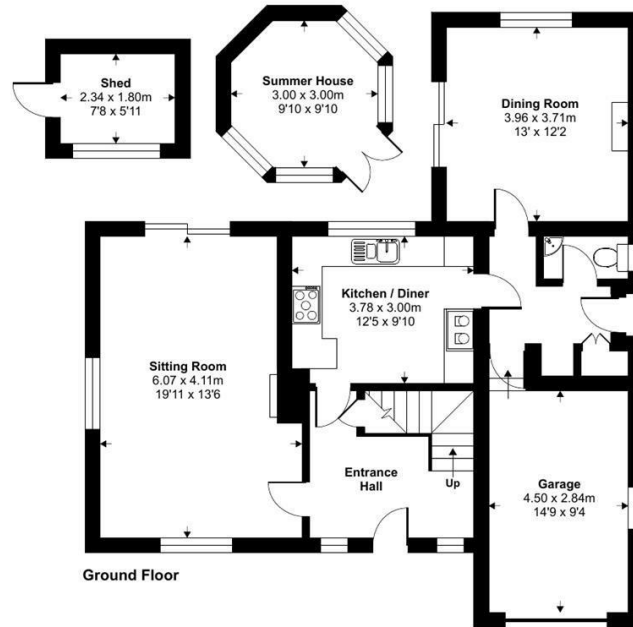 Shed
2.34 x 1.80m
7'8 x 5'11
Summer House
3.00 x 3.00m
9'10 x 9'10
Dining Room
3.96 x 3.71m
13' x 12'2
Kitchen / Diner
3.78 x 3.00m
12'5 x 9'10
Sitting Room
6.07 x 4.11m
19'11 x 13'6
Entrance
Hall
Up
Garage
4.50 x 2.84m
14'9 x 9'4
Ground Floor